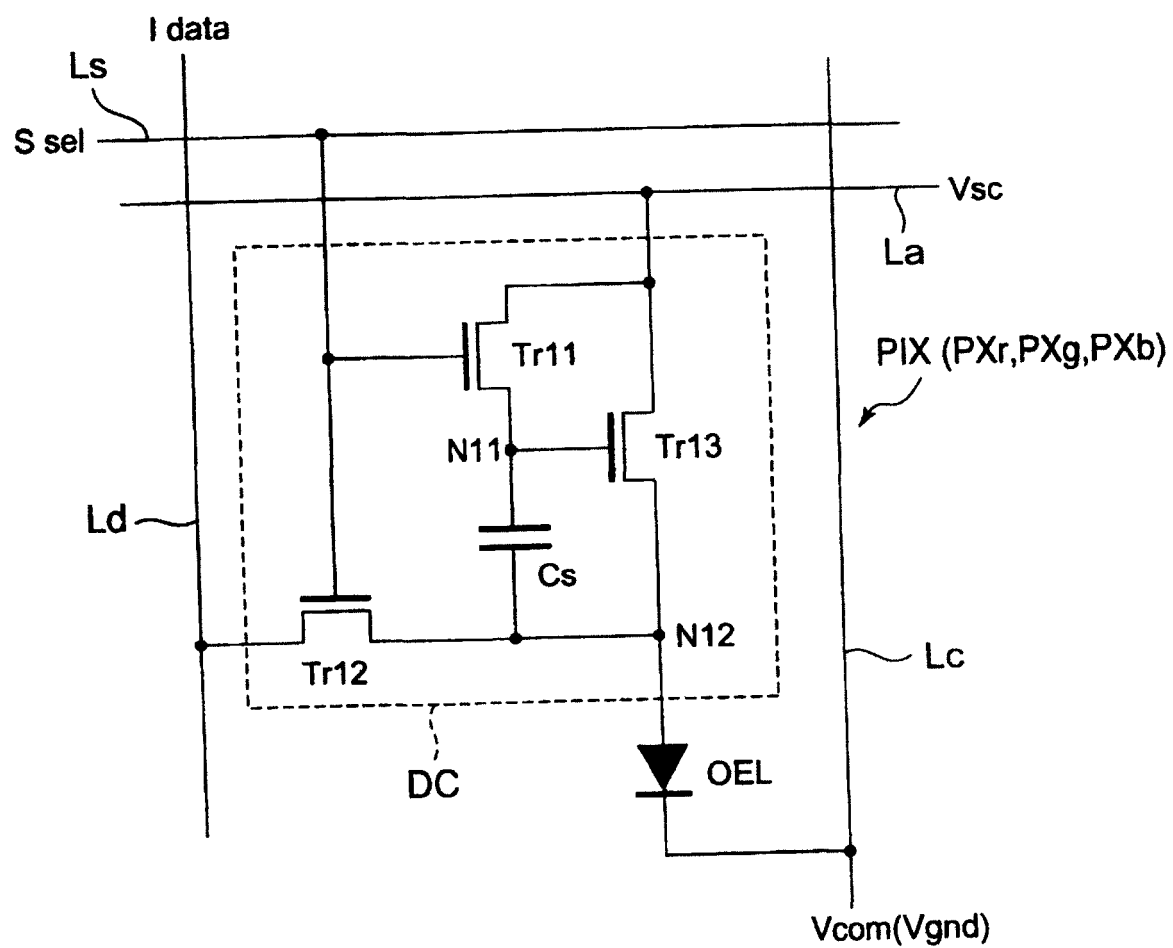 I data
Ls
S sel
Vsc
La
Tr11
PIX (PXr,PXg,PXb)
N11
Tr13
Ld
Cs
N12
Tr12
Lc
DC
OEL
Vcom(Vgnd)